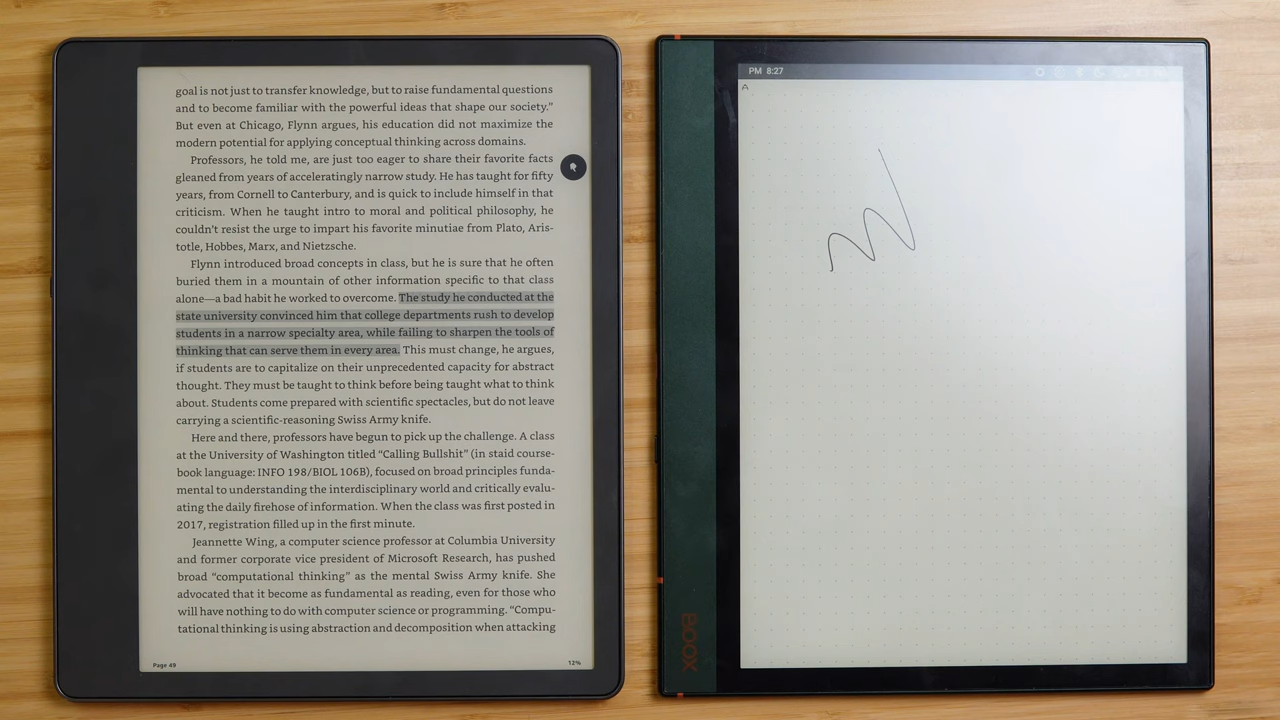 goal is not just to transfer knowledge, but to raise fundamental questions
and to become familiar with the powerful ideas that shape our society.”
But even at Chicago, Flynn argues, his education did not maximize the
modern potential for applying conceptual thinking across domains.
Professors, he told me, are just too eager to share their favorite facts
gleaned from years of acceleratingly narrow study. He has taught for fifty
years, from Cornell to Canterbury, and is quick to include himself in that
criticism. When he taught intro to moral and political philosophy, he
couldn't resist the urge to impart his favorite minutiae from Plato, Aris-
totle, Hobbes, Marx, and Nietzsche.
Flynn introduced broad concepts in class, but he is sure that he often
buried them in a mountain of other information specific to that class
alone—a bad habit he worked to overcome. The study he conducted at the
state university convinced him that college departments rush to develop
students in a narrow specialty area, while failing to sharpen the tools of
thinking that can serve them in every area. This must change, he argues,
if students are to capitalize on their unprecedented capacity for abstract
thought. They must be taught to think before being taught what to think
about. Students come prepared with scientific spectacles, but do not leave
carrying a scientific-reasoning Swiss Army knife.
Here and there, professors have begun to pick up the challenge. A class
at the University of Washington titled “Calling Bullshit” (in staid course-
book language: INFO 198/BIOL 106B), focused on broad principles funda-
mental to understanding the interdisciplinary world and critically evalu-
ating the daily firehose of information. When the class was first posted in
2017, registration filled up in the first minute.
Jeannette Wing, a computer science professor at Columbia University
and former corporate vice president of Microsoft Research, has pushed
broad “computational thinking” as the mental Swiss Army knife. She
advocated that it become as fundamental as reading, even for those who
will have nothing to do with computer science or programming. “Compu-
tational thinking is using abstraction and decomposition when attacking
Page 49
12%
PM 8:27
A
BOOX